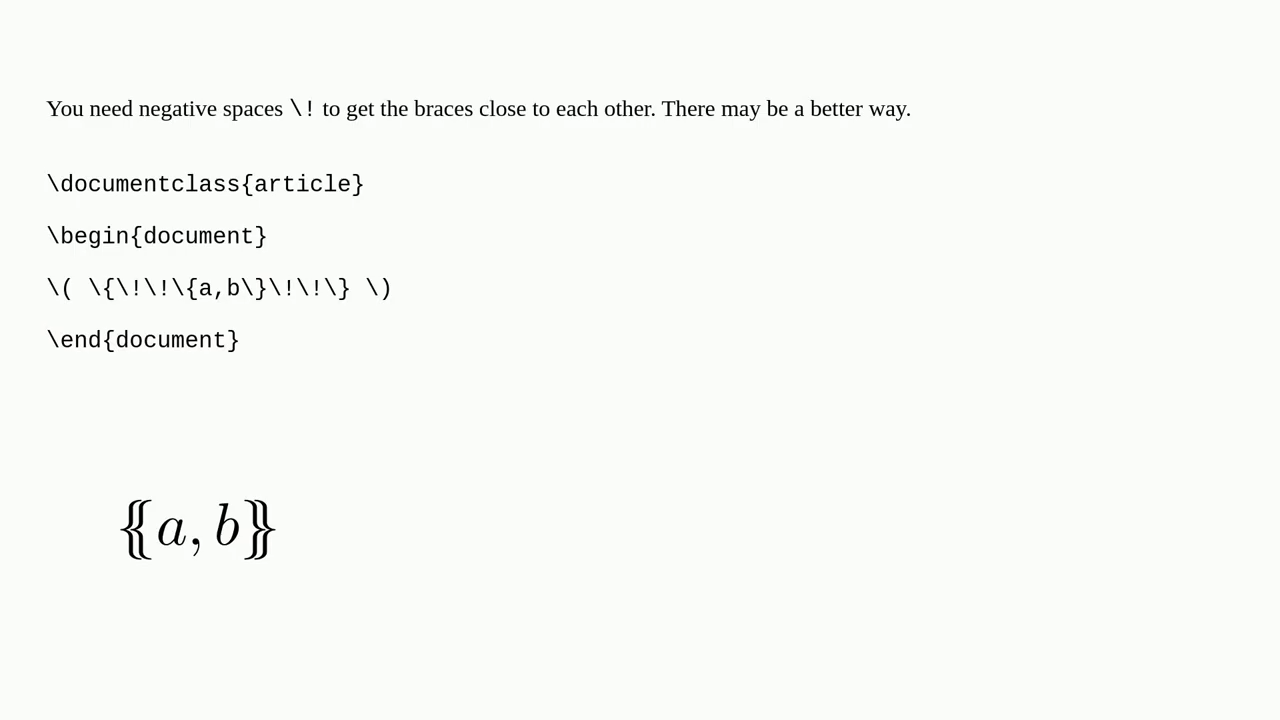 You need negative spaces \! to get the braces close to each other. There may be a better way.
\documentclass{article}
\begin{document}
\( \{\!\!\{a,b\}\!\!\} \)
\end{document}
{{a, b}}